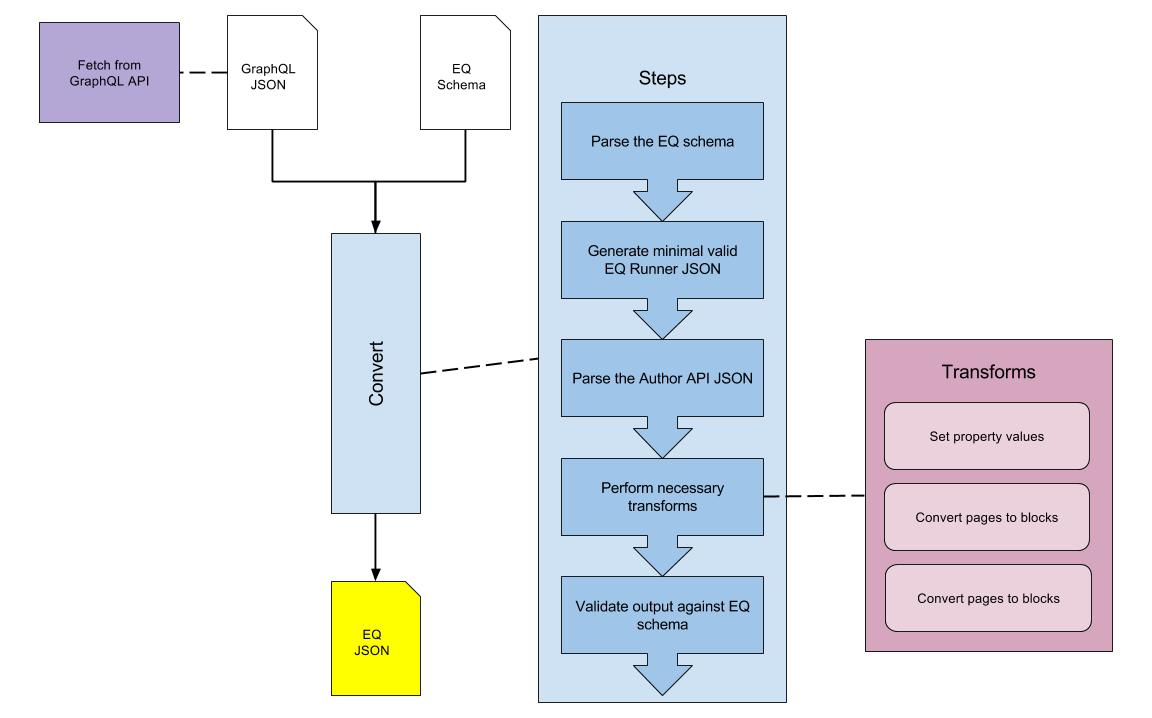 Fetch from
GraphQL API
GraphQL
JSON
EQ
Schema
Convert
EQ
JSON
Steps
Parse the EQ schema
Generate minimal valid
EQ Runner JSON
Parse the Author API JSON
Perform necessary
transforms
Validate output against EQ
schema
Transforms
Set property values
Convert pages to blocks
Convert pages to blocks